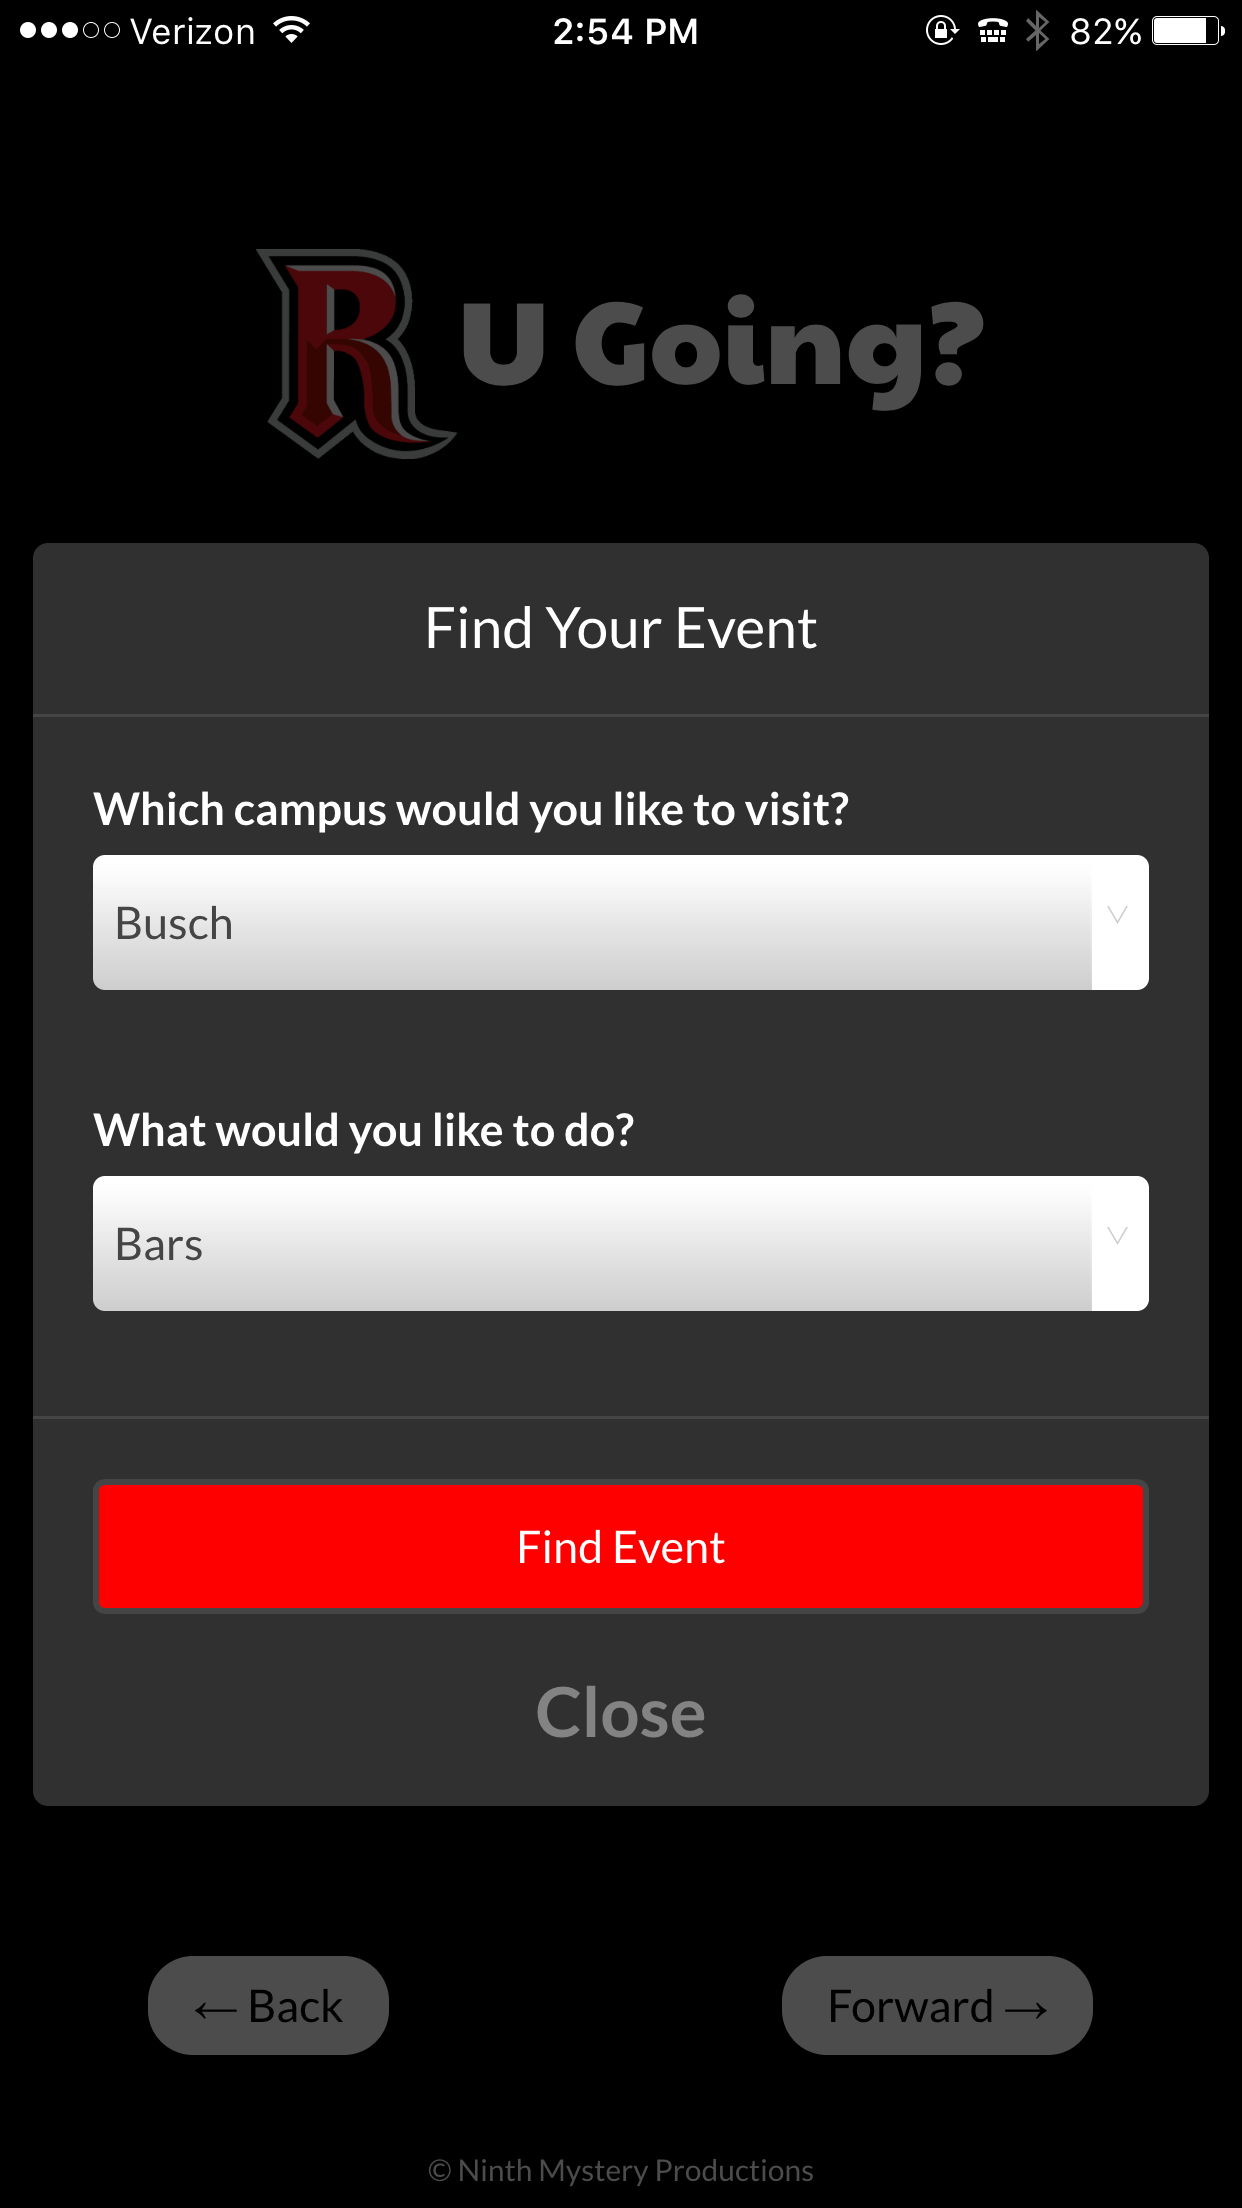 Verizon 2:54 PM 82%
R U Going?
Find Your Event
Which campus would you like to visit?
Busch
What would you like to do?
Bars
Find Event
Close
← Back Forward →
© Ninth Mystery Productions